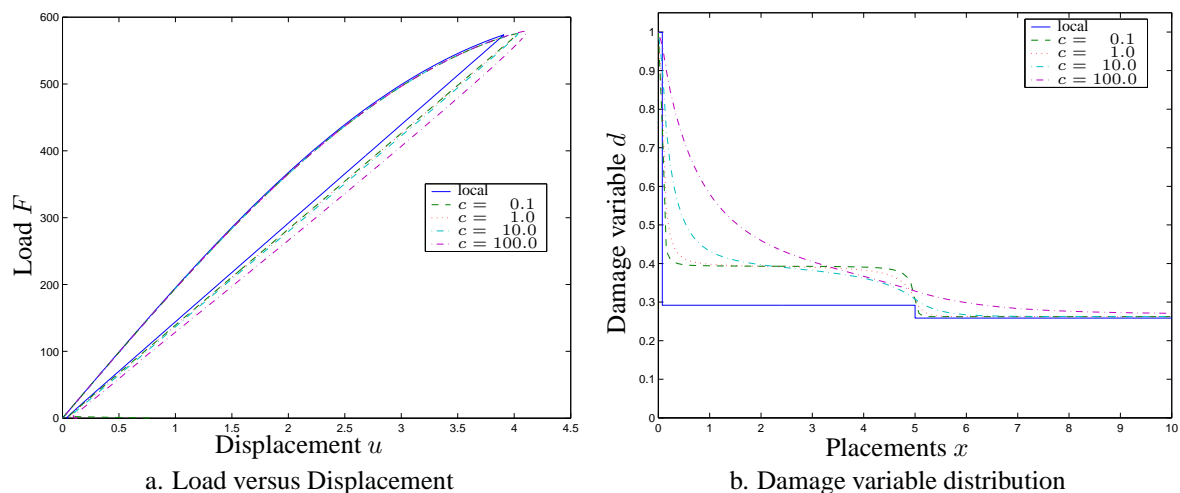 600
500
400
300
200
100
0
0
0.5
1
1.5
2
2.5
3
3.5
4
4.5
Load F
Displacement u
local
c = 0.1
c = 1.0
c = 10.0
c = 100.0
a. Load versus Displacement
1
0.9
0.8
0.7
0.6
0.5
0.4
0.3
0.2
0.1
0
0
1
2
3
4
5
6
7
8
9
10
Damage variable d
Placements x
local
c = 0.1
c = 1.0
c = 10.0
c = 100.0
b. Damage variable distribution